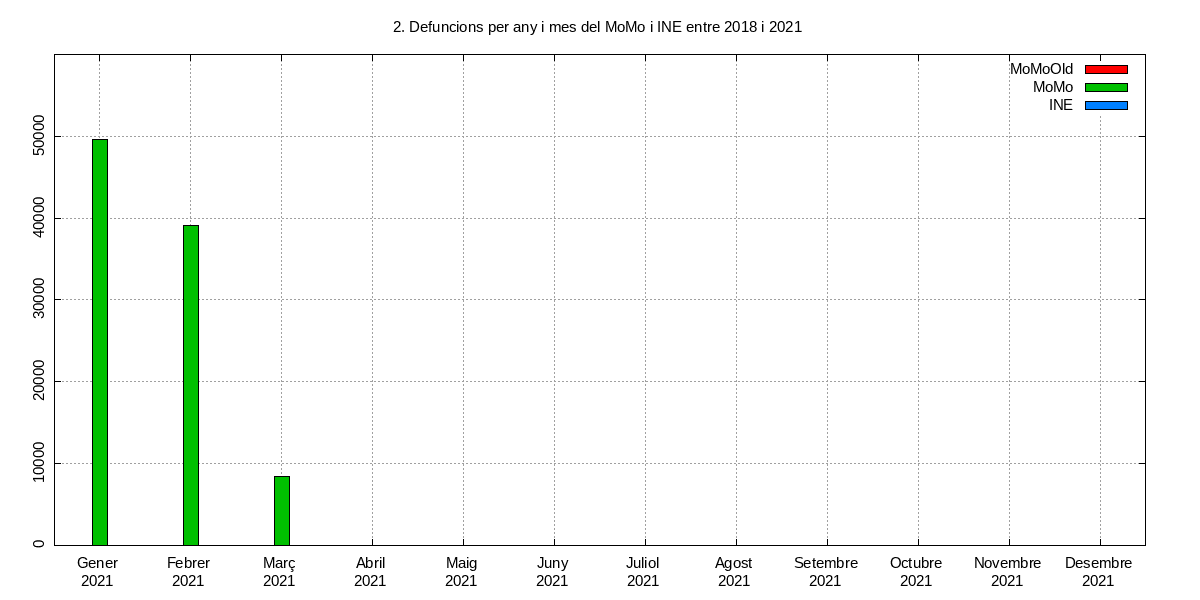 2. Defuncions per any i mes del MoMo i INE entre 2018 i 2021
MoMoOld
MoMo
INE
50000
40000
30000
20000
10000
0
Gener
2021
Febrer
2021
Març
2021
Abril
2021
Maig
2021
Juny
2021
Juliol
2021
Agost
2021
Setembre
2021
Octubre
2021
Novembre
2021
Desembre
2021